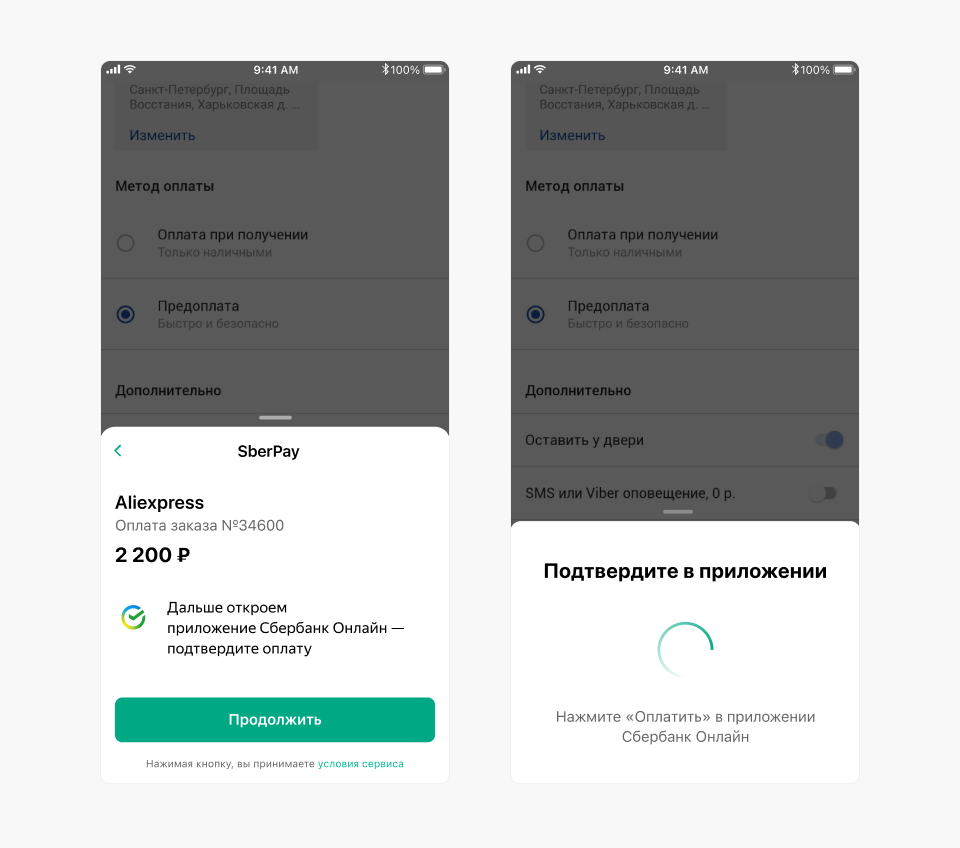 9:41 AM
100%
Санкт-Петербург, Площадь
Восстания, Харьковская д. ...
Изменить
Метод оплаты
Оплата при получении
Только наличными
Предоплата
Быстро и безопасно
Дополнительно
SberPay
Aliexpress
Оплата заказа №34600
2 200 ₽
Дальше откроем
приложение Сбербанк Онлайн —
подтвердите оплату
Продолжить
Нажимая кнопку, вы принимаете условия сервиса
9:41 AM
100%
Санкт-Петербург, Площадь
Восстания, Харьковская д. ...
Изменить
Метод оплаты
Оплата при получении
Только наличными
Предоплата
Быстро и безопасно
Дополнительно
Оставить у двери
SMS или Viber оповещение, 0 р.
Подтвердите в приложении
Нажмите «Оплатить» в приложении
Сбербанк Онлайн